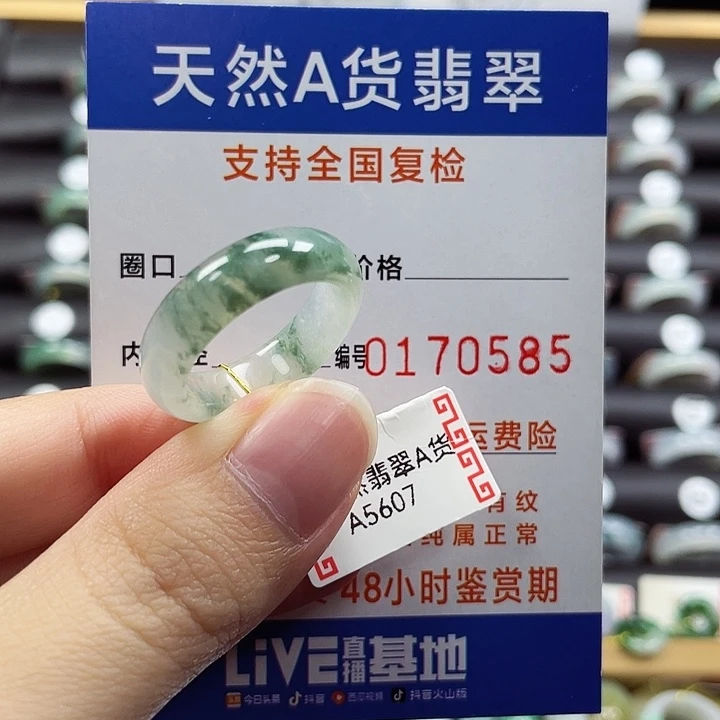 天然A货翡翠
支持全国复检
圈口 价格
内 编号 0170585
运费险
翡翠A货
A5607
有纹
纯属正常
48小时鉴赏期
LiVE直播基地
今日头条 抖音 西瓜视频 抖音火山版